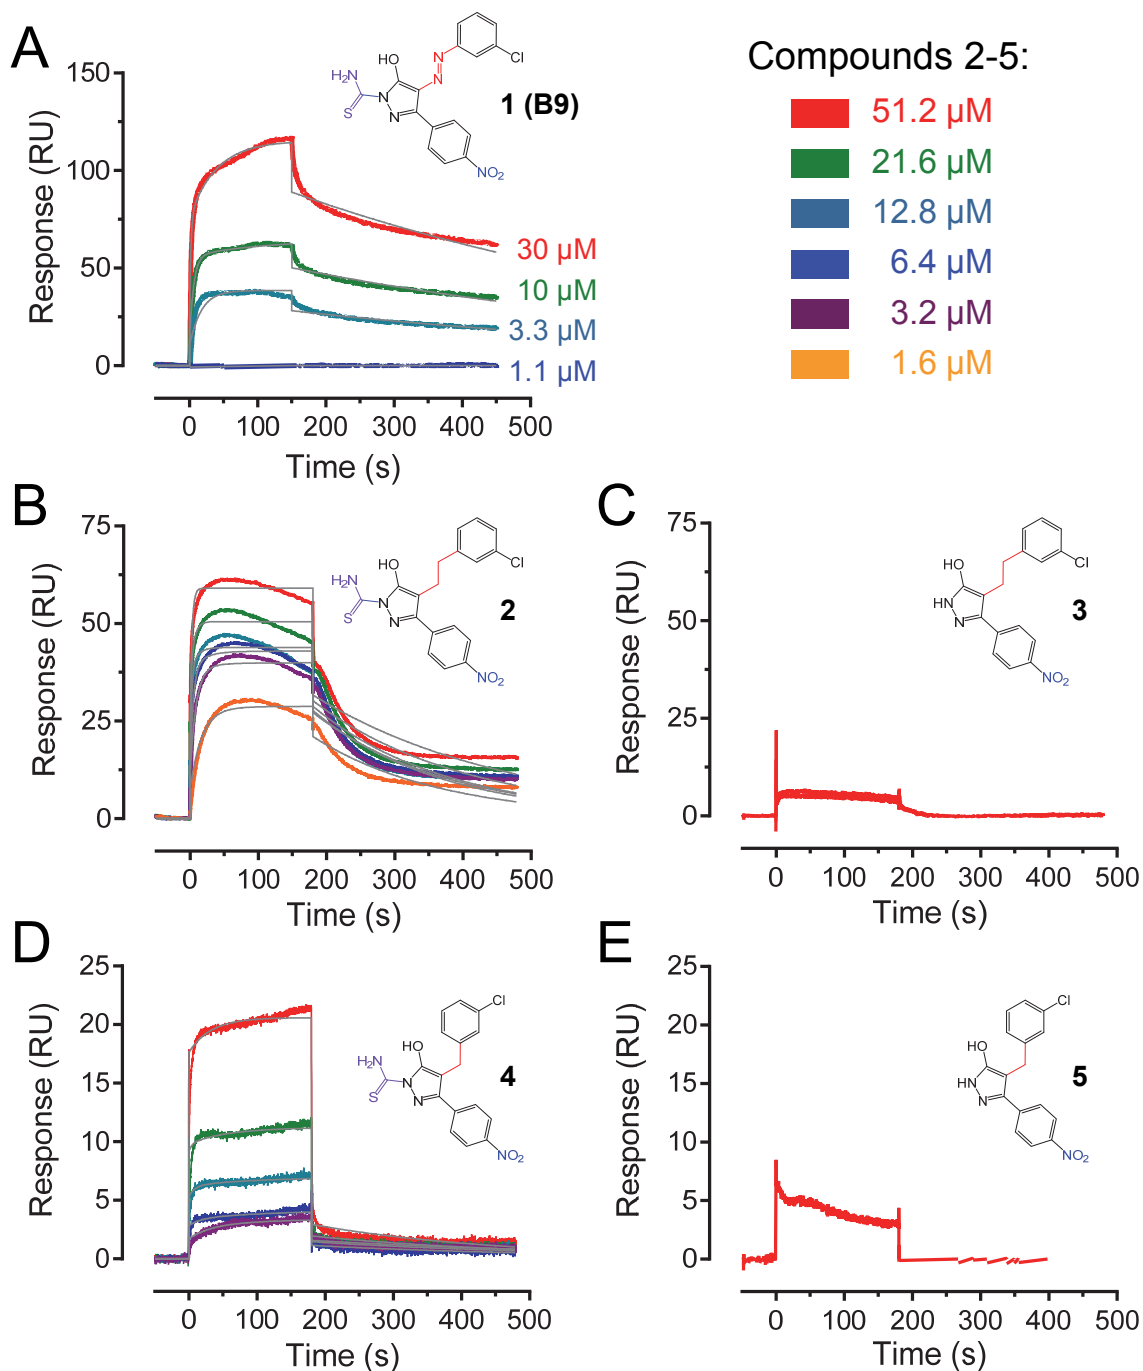 A
150
100
50
0
Response (RU)
0 100 200 300 400 500
Time (s)
HO
N
N
Cl
H₂N
S
N
N
NO₂
1 (B9)
30 µM
10 µM
3.3 µM
1.1 µM
Compounds 2-5:
51.2 µM
21.6 µM
12.8 µM
6.4 µM
3.2 µM
1.6 µM
B
75
50
25
0
Response (RU)
0 100 200 300 400 500
Time (s)
HO
Cl
H₂N
S
N
N
NO₂
2
C
75
50
25
0
Response (RU)
0 100 200 300 400 500
Time (s)
HO
Cl
HN
N
NO₂
3
D
25
20
15
10
5
0
Response (RU)
0 100 200 300 400 500
Time (s)
Cl
HO
H₂N
S
N
N
NO₂
4
E
25
20
15
10
5
0
Response (RU)
0 100 200 300 400 500
Time (s)
Cl
HO
HN
N
NO₂
5